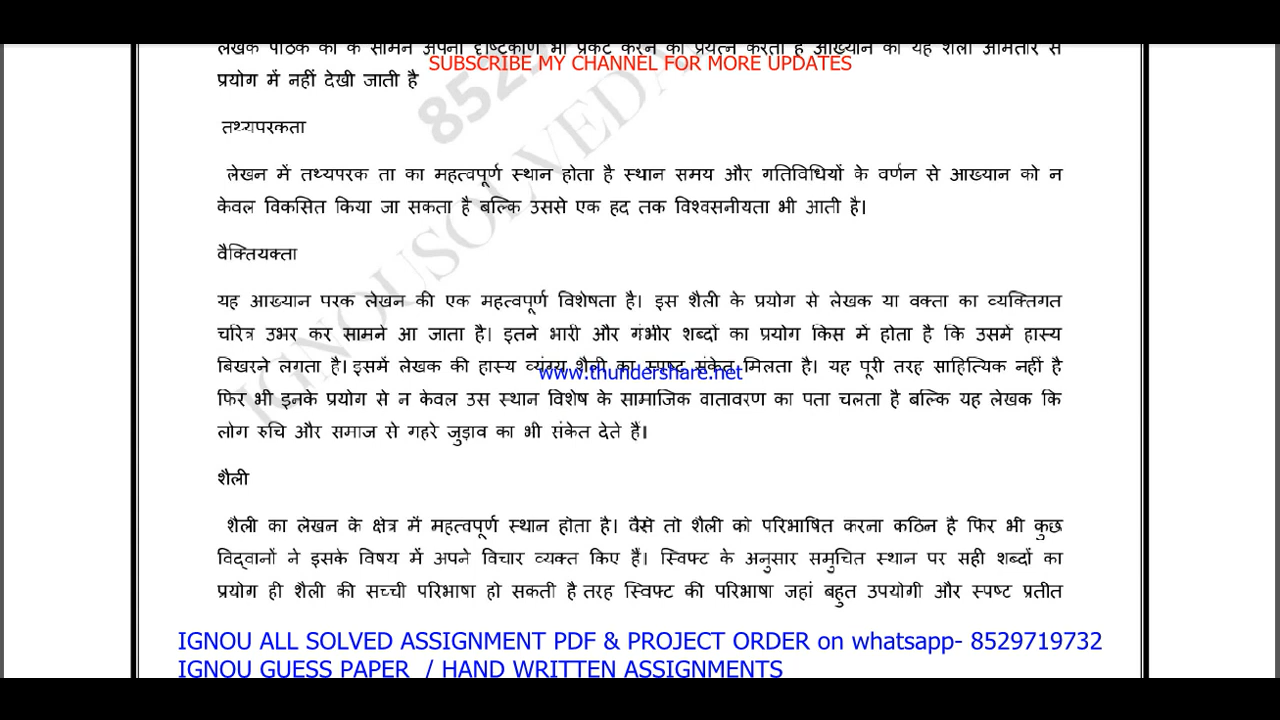 लेखक पाठक को के सामने अपना दृष्टिकोण भी प्रकट करने का प्रयत्न करता है आख्यान की यह शैली आमतौर से
SUBSCRIBE MY CHANNEL FOR MORE UPDATES
प्रयोग में नहीं देखी जाती है
तथ्यपरकता
लेखन में तथ्यपरक ता का महत्वपूर्ण स्थान होता है स्थान समय और गतिविधियों के वर्णन से आख्यान को न
केवल विकसित किया जा सकता है बल्कि उससे एक हद तक विश्वसनीयता भी आती है।
वैक्तियक्ता
यह आख्यान परक लेखन की एक महत्वपूर्ण विशेषता है। इस शैली के प्रयोग से लेखक या वक्ता का व्यक्तिगत
चरित्र उभर कर सामने आ जाता है। इतने भारी और गंभीर शब्दों का प्रयोग किस में होता है कि उसमें हास्य
बिखरने लगता है। इसमें लेखक की हास्य व्यंग्य शैली का स्पष्ट संकेत मिलता है। यह पूरी तरह साहित्यिक नहीं है
www.thundershare.net
फिर भी इनके प्रयोग से न केवल उस स्थान विशेष के सामाजिक वातावरण का पता चलता है बल्कि यह लेखक कि
लोग रुचि और समाज से गहरे जुड़ाव का भी संकेत देते हैं।
शैली
शैली का लेखन के क्षेत्र में महत्वपूर्ण स्थान होता है। वैसे तो शैली को परिभाषित करना कठिन है फिर भी कुछ
विद्वानों ने इसके विषय में अपने विचार व्यक्त किए हैं। स्विफ्ट के अनुसार समुचित स्थान पर सही शब्दों का
प्रयोग ही शैली की सच्ची परिभाषा हो सकती है तरह स्विफ्ट की परिभाषा जहां बहुत उपयोगी और स्पष्ट प्रतीत
IGNOU ALL SOLVED ASSIGNMENT PDF & PROJECT ORDER on whatsapp- 8529719732
IGNOU GUESS PAPER / HAND WRITTEN ASSIGNMENTS